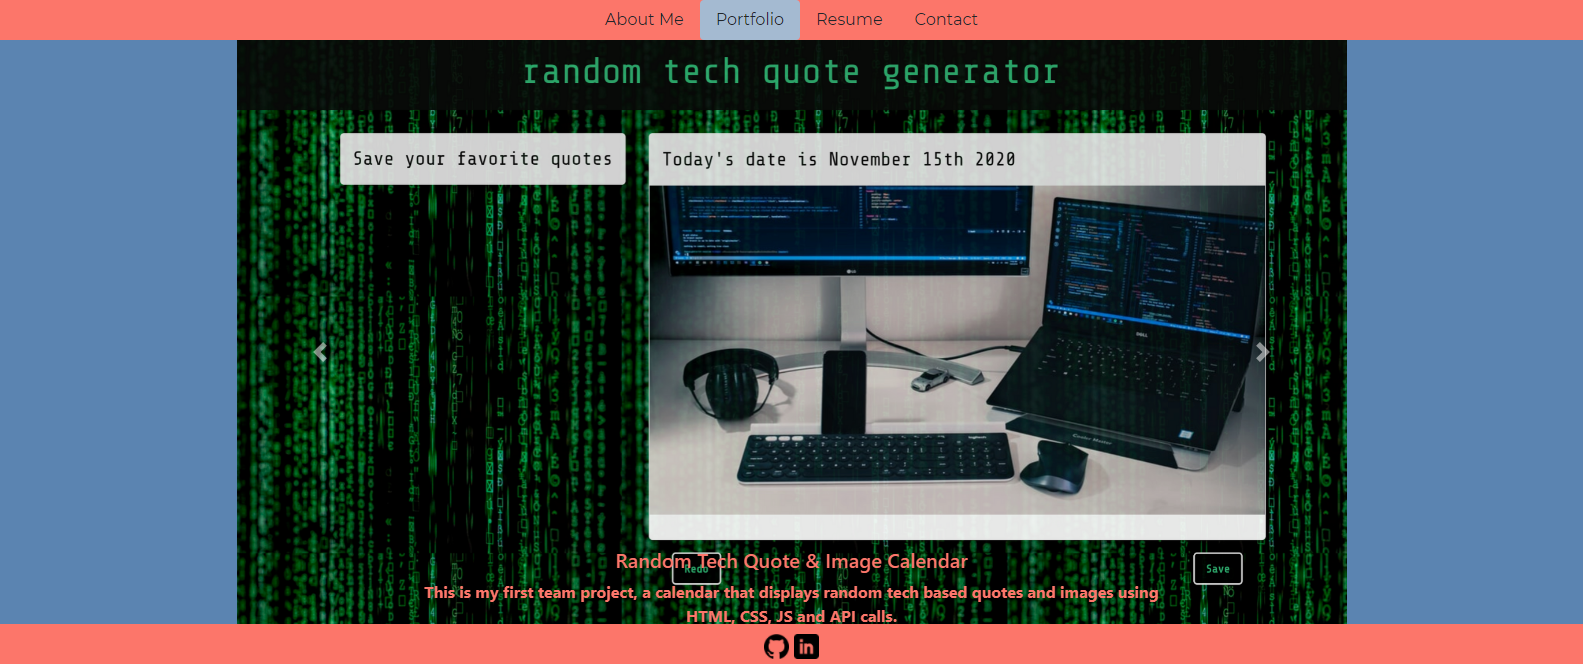 About Me Portfolio Resume Contact
random tech quote generator
Save your favorite quotes
Today's date is November 15th 2020
Random Tech Quote & Image Calendar
Redo
Save
This is my first team project, a calendar that displays random tech based quotes and images using
HTML, CSS, JS and API calls.
in